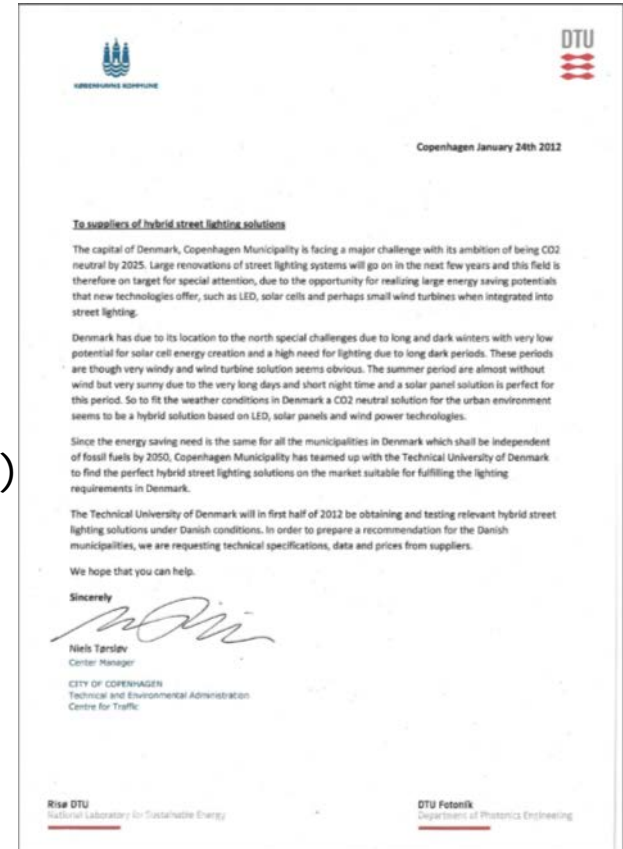 DTU
KØBENHAVNS KOMMUNE
Copenhagen January 24th 2012
To suppliers of hybrid street lighting solutions
The capital of Denmark, Copenhagen Municipality is facing a major challenge with its ambition of being CO2
neutral by 2025. Large renovations of street lighting systems will go on in the next few years and this field is
therefore on target for special attention, due to the opportunity for realizing large energy saving potentials
that new technologies offer, such as LED, solar cells and perhaps small wind turbines when integrated into
street lighting.
Denmark has due to its location to the north special challenges due to long and dark winters with very low
potential for solar cell energy creation and a high need for lighting due to long dark periods. These periods
are though very windy and wind turbine solution seems obvious. The summer period are almost without
wind but very sunny due to the very long days and short night time and a solar panel solution is perfect for
this period. So to fit the weather conditions in Denmark a CO2 neutral solution for the urban environment
seems to be a hybrid solution based on LED, solar panels and wind power technologies.
Since the energy saving need is the same for all the municipalities in Denmark which shall be independent
of fossil fuels by 2050, Copenhagen Municipality has teamed up with the Technical University of Denmark
to find the perfect hybrid street lighting solutions on the market suitable for fulfilling the lighting
requirements in Denmark.
)
The Technical University of Denmark will in first half of 2012 be obtaining and testing relevant hybrid street
lighting solutions under Danish conditions. In order to prepare a recommendation for the Danish
municipalities, we are requesting technical specifications, data and prices from suppliers.
We hope that you can help.
Sincerely
Niels Tørsløv
Center Manager
CITY OF COPENHAGEN
Technical and Environmental Administration
Centre for Traffic
Risø DTU
National Laboratory for Sustainable Energy
DTU Fotonik
Department of Photonics Engineering